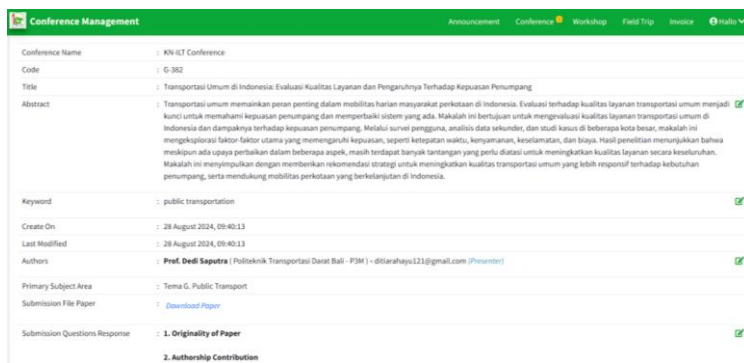 Conference Management
Announcement Conference Workshop Field Trip Invoice Hallo
Conference Name : KN-ILT Conference
Code : G-382
Title : Transportasi Umum di Indonesia: Evaluasi Kualitas Layanan dan Pengaruhnya Terhadap Kepuasan Penumpang
Abstract : Transportasi umum memainkan peran penting dalam mobilitas harian masyarakat perkotaan di Indonesia. Evaluasi terhadap kualitas layanan transportasi umum menjadi
kunci untuk memahami kepuasan penumpang dan memperbaiki sistem yang ada. Makalah ini bertujuan untuk mengevaluasi kualitas layanan transportasi umum di
Indonesia dan dampaknya terhadap kepuasan penumpang. Melalui survei pengguna, analisis data sekunder, dan studi kasus di beberapa kota besar, makalah ini
mengeksplorasi faktor-faktor utama yang memengaruhi kepuasan, seperti ketepatan waktu, kenyamanan, keselamatan, dan biaya. Hasil penelitian menunjukkan bahwa
meskipun ada upaya perbaikan dalam beberapa aspek, masih terdapat banyak tantangan yang perlu diatasi untuk meningkatkan kualitas layanan secara keseluruhan.
Makalah ini menyimpulkan dengan memberikan rekomendasi strategi untuk meningkatkan kualitas transportasi umum yang lebih responsif terhadap kebutuhan
penumpang, serta mendukung mobilitas perkotaan yang berkelanjutan di Indonesia.
Keyword : public transportation
Create On : 28 August 2024, 09:40:13
Last Modified : 28 August 2024, 09:40:13
Authors : Prof. Dedi Saputra ( Politeknik Transportasi Darat Bali - P3M ) - ditiarahayu121@gmail.com (Presenter)
Primary Subject Area : Tema G. Public Transport
Submission File Paper : Download Paper
Submission Questions Response : 1. Originality of Paper
2. Authorship Contribution